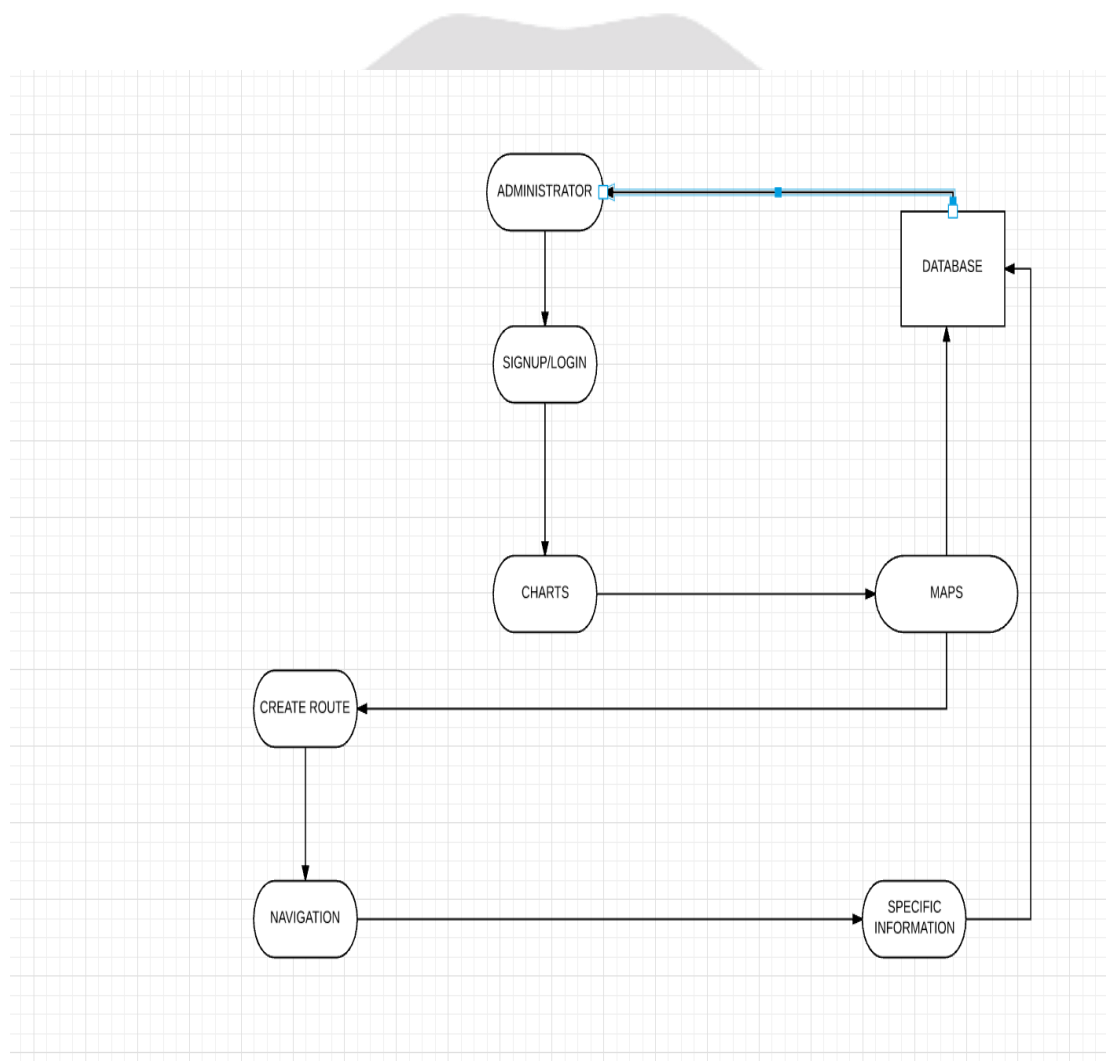 ADMINISTRATOR
DATABASE
SIGNUP/LOGIN
CHARTS
MAPS
CREATE ROUTE
NAVIGATION
SPECIFIC
INFORMATION